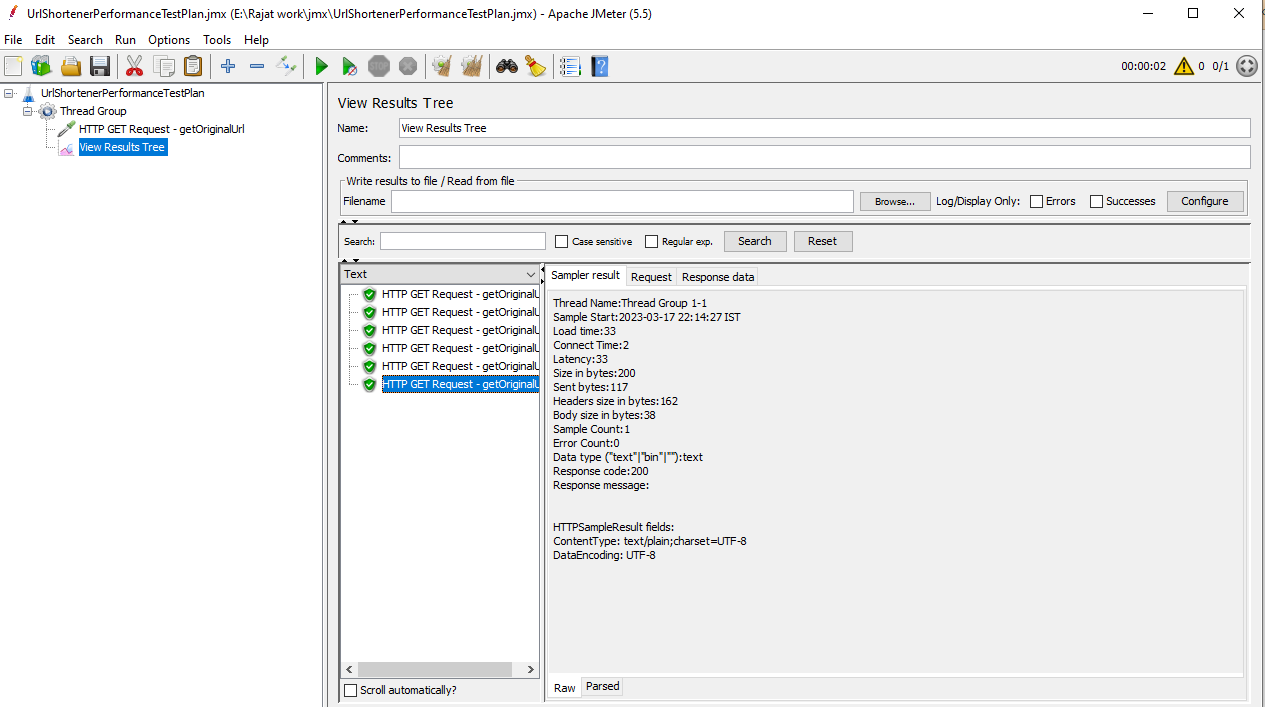 UrlShortenerPerformanceTestPlan.jmx (E:\Rajat work\jmx\UrlShortenerPerformanceTestPlan.jmx) - Apache JMeter (5.5)
File Edit Search Run Options Tools Help
STOP
00:00:02 0 0/1
UrlShortenerPerformanceTestPlan
Thread Group
HTTP GET Request - getOriginalUrl
View Results Tree
View Results Tree
Name: View Results Tree
Comments:
Write results to file / Read from file
Filename Browse... Log/Display Only: Errors Successes Configure
Search: Case sensitive Regular exp. Search Reset
Text
HTTP GET Request - getOriginalU
HTTP GET Request - getOriginalU
HTTP GET Request - getOriginalU
HTTP GET Request - getOriginalU
HTTP GET Request - getOriginalU
HTTP GET Request - getOriginalU
Scroll automatically?
Sampler result Request Response data
Thread Name:Thread Group 1-1
Sample Start:2023-03-17 22:14:27 IST
Load time:33
Connect Time:2
Latency:33
Size in bytes:200
Sent bytes:117
Headers size in bytes:162
Body size in bytes:38
Sample Count:1
Error Count:0
Data type ("text"|"bin"|""):text
Response code:200
Response message:
HTTPSampleResult fields:
ContentType: text/plain;charset=UTF-8
DataEncoding: UTF-8
Raw Parsed